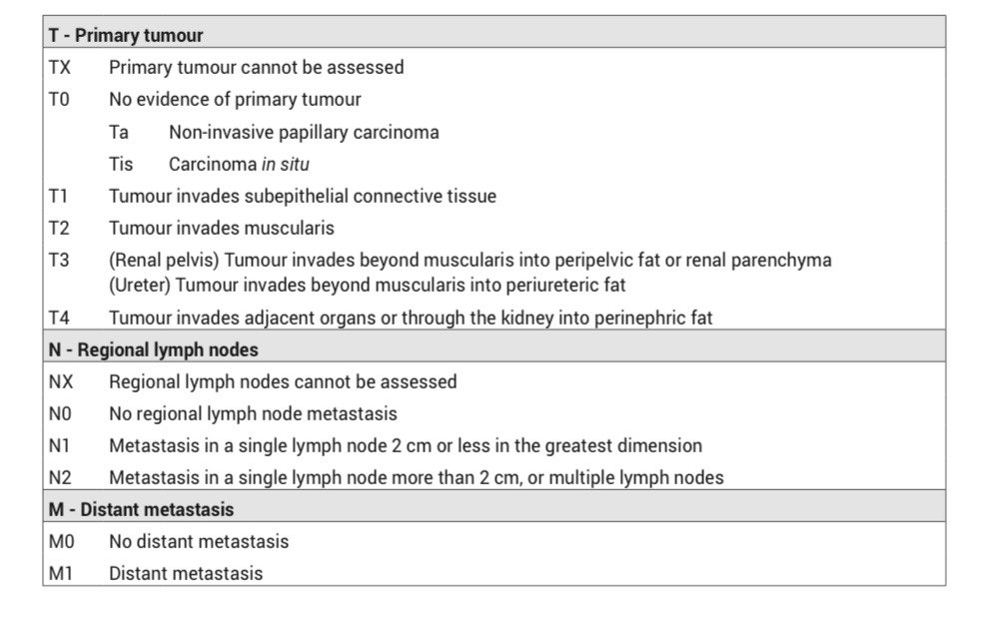 T - Primary tumour
TX Primary tumour cannot be assessed
T0 No evidence of primary tumour
Ta Non-invasive papillary carcinoma
Tis Carcinoma in situ
T1 Tumour invades subepithelial connective tissue
T2 Tumour invades muscularis
T3 (Renal pelvis) Tumour invades beyond muscularis into peripelvic fat or renal parenchyma
(Ureter) Tumour invades beyond muscularis into periureteric fat
T4 Tumour invades adjacent organs or through the kidney into perinephric fat
N - Regional lymph nodes
NX Regional lymph nodes cannot be assessed
N0 No regional lymph node metastasis
N1 Metastasis in a single lymph node 2 cm or less in the greatest dimension
N2 Metastasis in a single lymph node more than 2 cm, or multiple lymph nodes
M - Distant metastasis
M0 No distant metastasis
M1 Distant metastasis